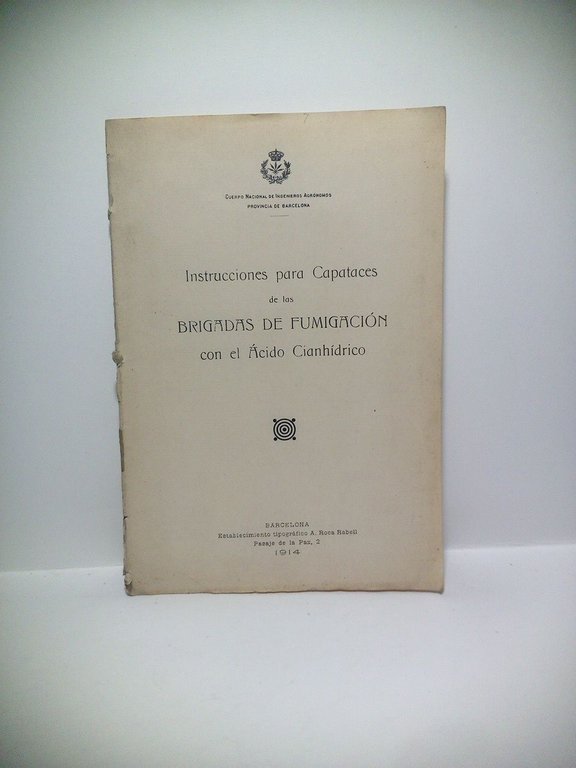 Cuerpo Nacional de Ingenieros Agrónomos
PROVINCIA DE BARCELONA
Instrucciones para Capataces
de las
BRIGADAS DE FUMIGACIÓN
con el Ácido Cianhídrico
BARCELONA
Establecimiento tipográfico A. Roca Rabell
Pasaje de la Paz, 2
1914